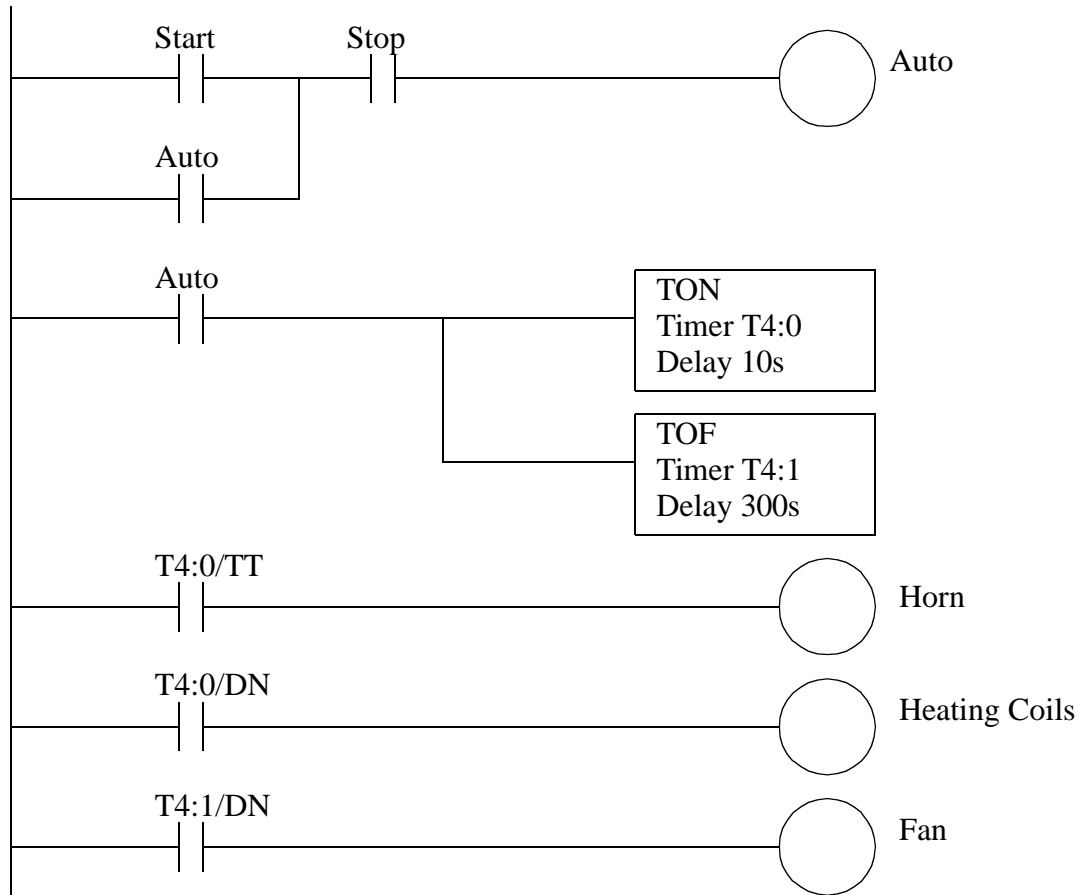 Start
Stop
Auto
Auto
Auto
TON
Timer T4:0
Delay 10s
TOF
Timer T4:1
Delay 300s
T4:0/TT
Horn
T4:0/DN
Heating Coils
T4:1/DN
Fan